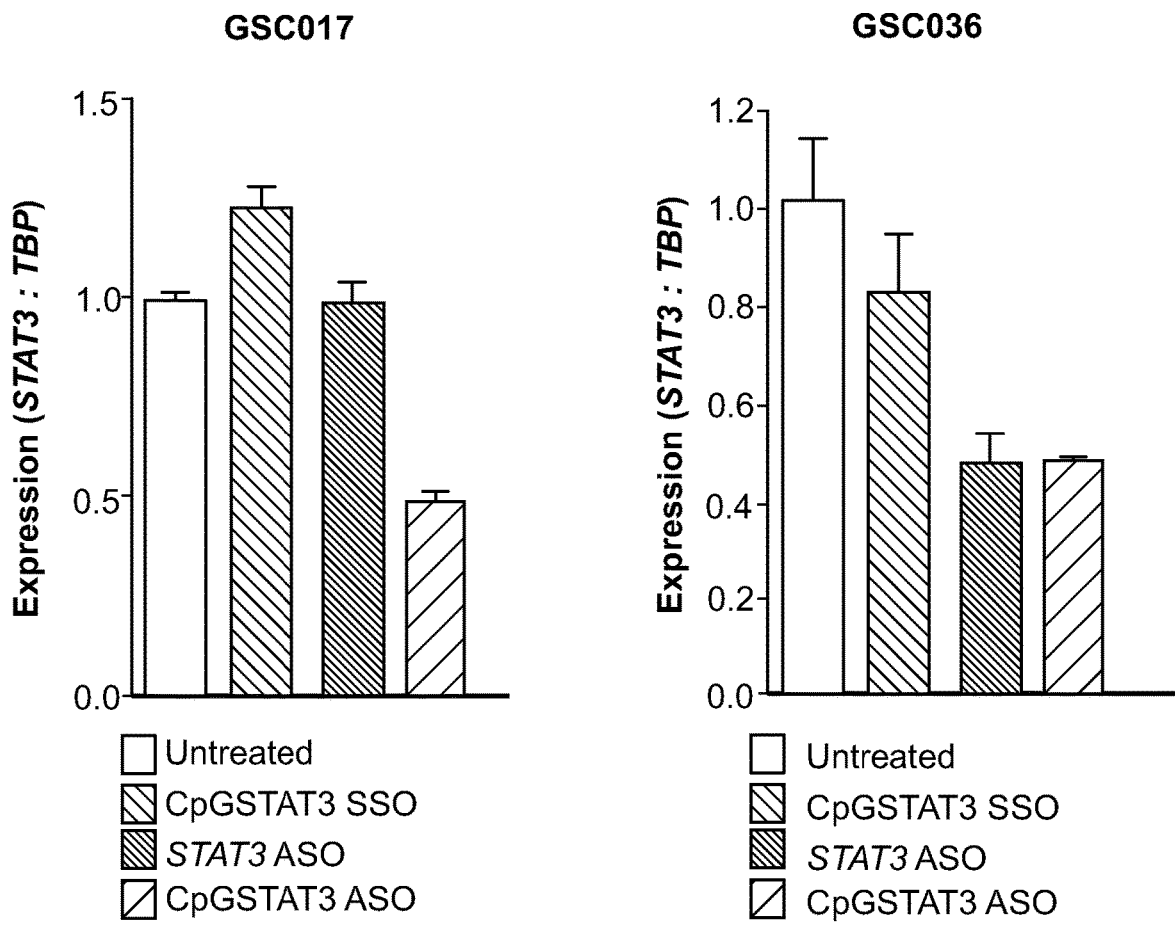 GSC017
1.5
1.0
0.5
0.0
Expression (STAT3 : TBP)
Untreated
CpGSTAT3 SSO
STAT3 ASO
CpGSTAT3 ASO
GSC036
1.2
1.0
0.8
0.6
0.4
0.2
0.0
Expression (STAT3 : TBP)
Untreated
CpGSTAT3 SSO
STAT3 ASO
CpGSTAT3 ASO